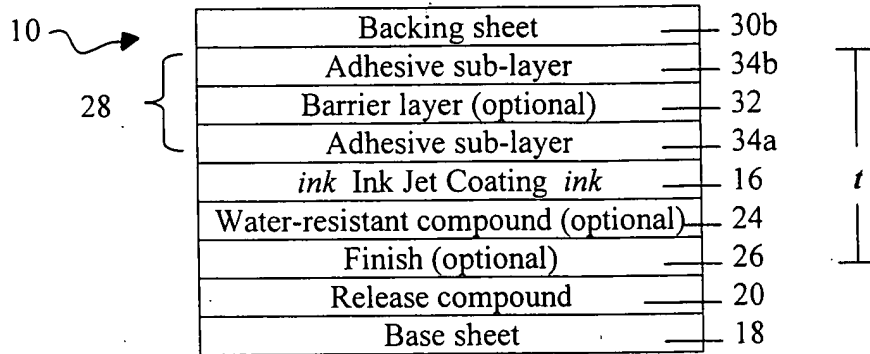 10
Backing sheet 30b
Adhesive sub-layer 34b
28
Barrier layer (optional) 32
Adhesive sub-layer 34a
ink Ink Jet Coating ink 16
t
Water-resistant compound (optional) 24
Finish (optional) 26
Release compound 20
Base sheet 18